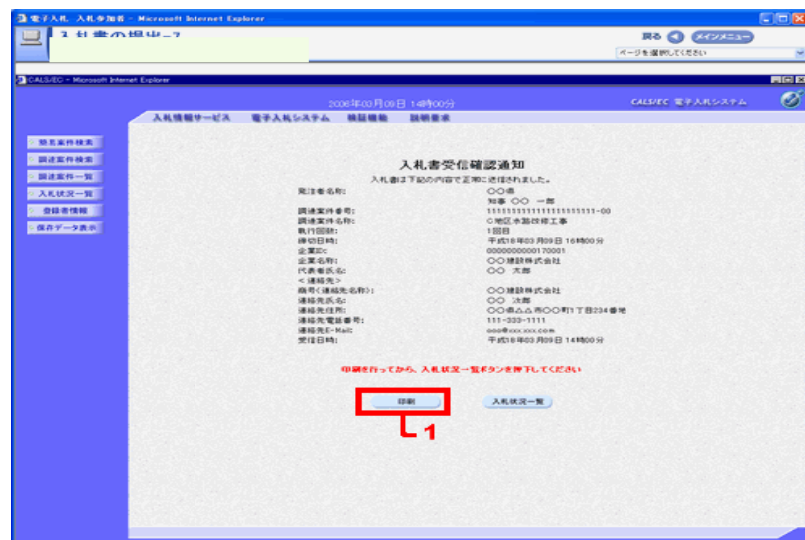 電子入札 入札参加者 - Microsoft Internet Explorer
入札書の提出-7
戻る
メインメニュー
ページを選択してください
CALS/EC - Microsoft Internet Explorer
2006年03月09日 14時00分
CALS/EC 電子入札システム
入札情報サービス 電子入札システム 検証機能 説明要求
簡易案件検索
調達案件検索
調達案件一覧
入札状況一覧
登録者情報
保存データ表示
入札書受信確認通知
入札書は下記の内容で正常に送信されました。
発注者名称: ○○県
知事 ○○ 一郎
調達案件番号:
調達案件名称: ○地区水路改修工事
執行回数: 1回目
締切日時: 平成18年03月09日 16時00分
企業ID: 0000000000170001
企業名称: ○○建設株式会社
代表者氏名: ○○ 太郎
<連絡先>
商号(連絡先名称): ○○建設株式会社
連絡先氏名: ○○ 次郎
連絡先住所: ○○県△△市○○町1丁目234番地
連絡先電話番号: 111-333-1111
連絡先E-Mail: ooo@xxx.xxx.com
受信日時: 平成18年03月09日 14時00分
印刷を行ってから、入札状況一覧ボタンを押下してください
印刷
入札状況一覧
1